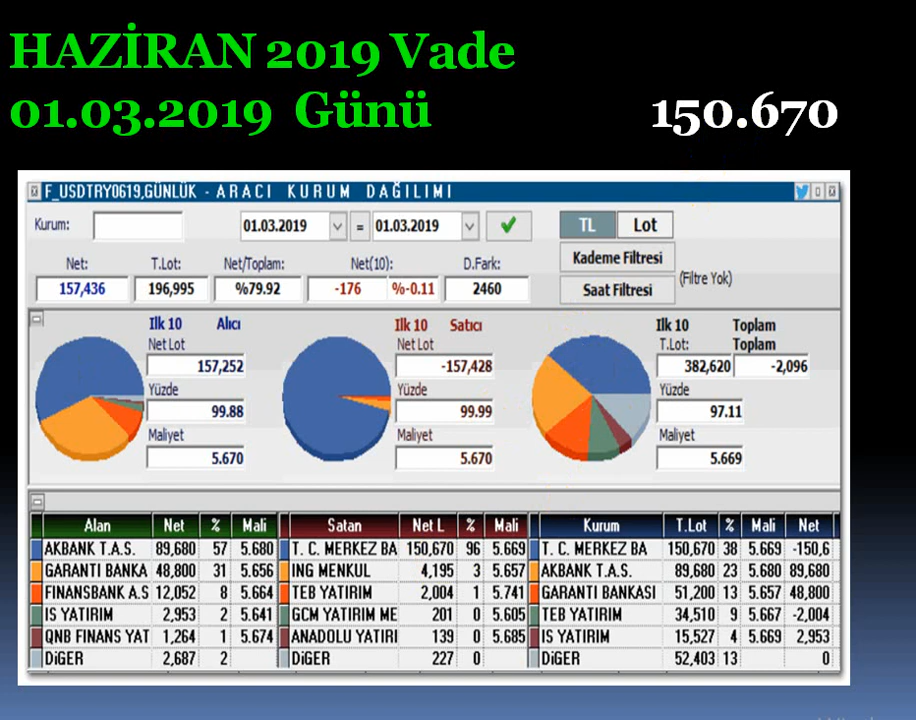 HAZİRAN 2019 Vade
01.03.2019 Günü 150.670
F_USDTRY0619,GÜNLÜK - ARACI KURUM DAĞILIMI
Kurum: 01.03.2019 = 01.03.2019 TL Lot
Kademe Filtresi
Net: T.Lot: Net/Toplam: Net(10): D.Fark: (Filtre Yok)
157,436 196,995 %79.92 -176 %-0.11 2460 Saat Filtresi
Ilk 10 Alıcı Ilk 10 Satıcı Ilk 10 Toplam
Net Lot Net Lot T.Lot: Toplam
157,252 -157,428 382,620 -2,096
Yüzde Yüzde Yüzde
99.88 99.99 97.11
Maliyet Maliyet Maliyet
5.670 5.670 5.669
Alan Net % Mali Satan Net L % Mali Kurum T.Lot % Mali Net
AKBANK T.A.S. 89,680 57 5.680 T. C. MERKEZ BA 150,670 96 5.669 T. C. MERKEZ BA 150,670 38 5.669 -150,6
GARANTI BANKA 48,800 31 5.656 ING MENKUL 4,195 3 5.657 AKBANK T.A.S. 89,680 23 5.680 89,680
FINANSBANK A.S 12,052 8 5.664 TEB YATIRIM 2,004 1 5.741 GARANTI BANKASI 51,200 13 5.657 48,800
IS YATIRIM 2,953 2 5.641 GCM YATIRIM ME 201 0 5.605 TEB YATIRIM 34,510 9 5.667 -2,004
QNB FINANS YAT 1,264 1 5.674 ANADOLU YATIRI 139 0 5.685 IS YATIRIM 15,527 4 5.669 2,953
DiGER 2,687 2 DiGER 227 0 DiGER 52,403 13 0